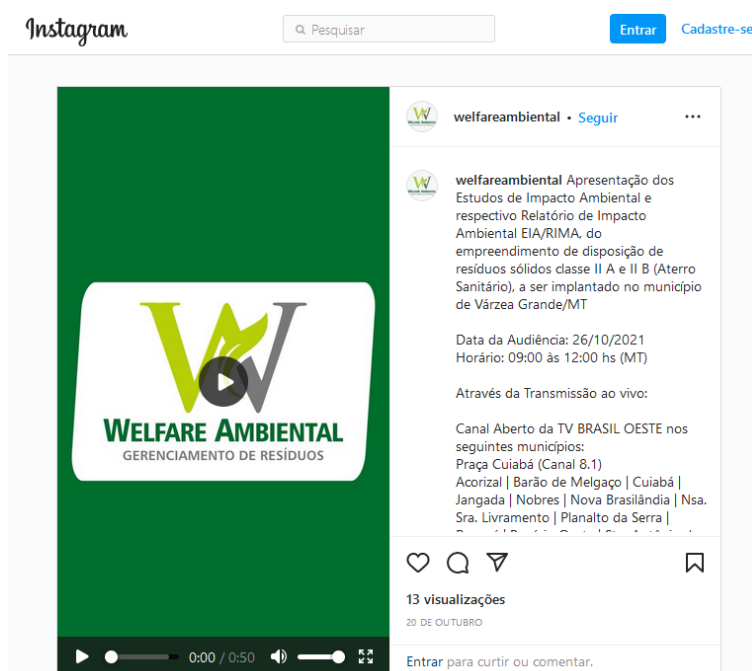 Instagram
Pesquisar
Entrar
Cadastre-se
welfareambiental • Seguir
welfareambiental Apresentação dos
Estudos de Impacto Ambiental e
respectivo Relatório de Impacto
Ambiental EIA/RIMA, do
empreendimento de disposição de
resíduos sólidos classe II A e II B (Aterro
Sanitário), a ser implantado no município
de Várzea Grande/MT
Data da Audiência: 26/10/2021
Horário: 09:00 às 12:00 hs (MT)
Através da Transmissão ao vivo:
Canal Aberto da TV BRASIL OESTE nos
seguintes municípios:
Praça Cuiabá (Canal 8.1)
Acorizal | Barão de Melgaço | Cuiabá |
Jangada | Nobres | Nova Brasilândia | Nsa.
Sra. Livramento | Planalto da Serra |
WELFARE AMBIENTAL
GERENCIAMENTO DE RESÍDUOS
13 visualizações
20 DE OUTUBRO
0:00 / 0:50
Entrar para curtir ou comentar.